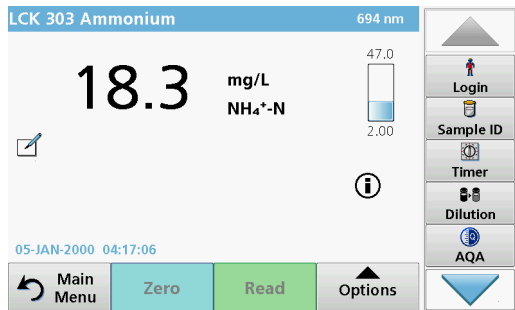 LCK 303 Ammonium 694 nm
47.0
18.3 mg/L
NH₄⁺-N
2.00
i
05-JAN-2000 04:17:06
Main Menu
Zero
Read
Options
Login
Sample ID
Timer
Dilution
AQA